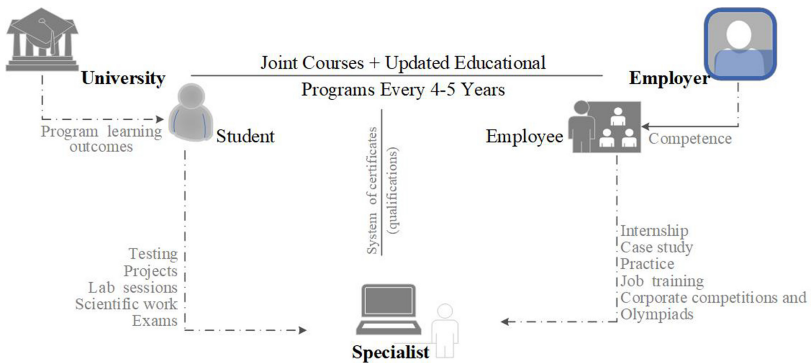 Joint Courses + Updated Educational
University
Employer
Programs Every 4-5 Years
Program learning
outcomes
Student
Employee
Competence
System of certificates
(qualifications)
Testing
Projects
Lab sessions
Scientific work
Exams
Internship
Case study
Practice
Job training
Corporate competitions and
Olympiads
Specialist